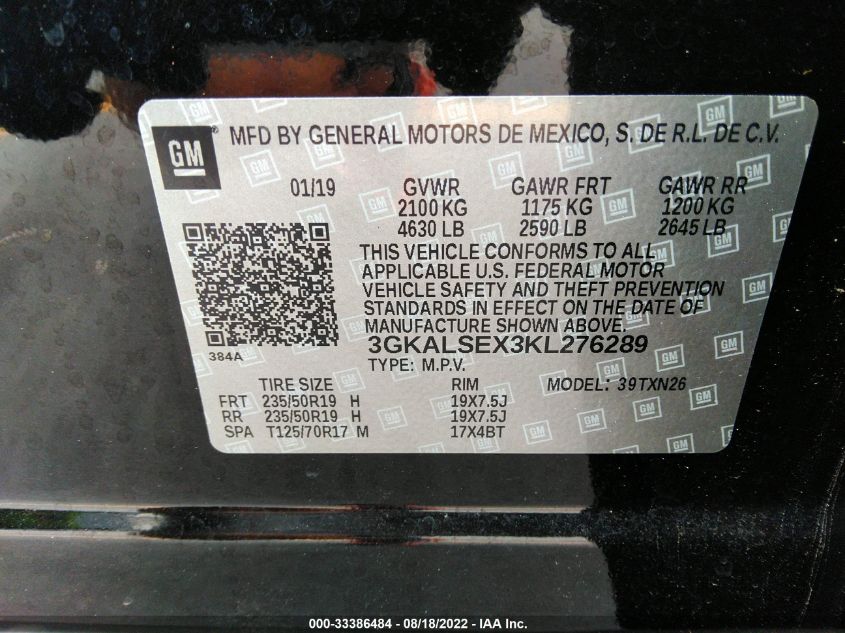 GM
MFD BY GENERAL MOTORS DE MEXICO, S. DE R.L. DE C.V.
01/19 GVWR GAWR FRT GAWR RR
2100 KG 1175 KG 1200 KG
4630 LB 2590 LB 2645 LB
THIS VEHICLE CONFORMS TO ALL
APPLICABLE U.S. FEDERAL MOTOR
VEHICLE SAFETY AND THEFT PREVENTION
STANDARDS IN EFFECT ON THE DATE OF
MANUFACTURE SHOWN ABOVE.
3GKALSEX3KL276289
384A
TYPE: M.P.V.
TIRE SIZE RIM MODEL: 39TXN26
FRT 235/50R19 H 19X7.5J
RR 235/50R19 H 19X7.5J
SPA T125/70R17 M 17X4BT
000-33386484 - 08/18/2022 - IAA Inc.